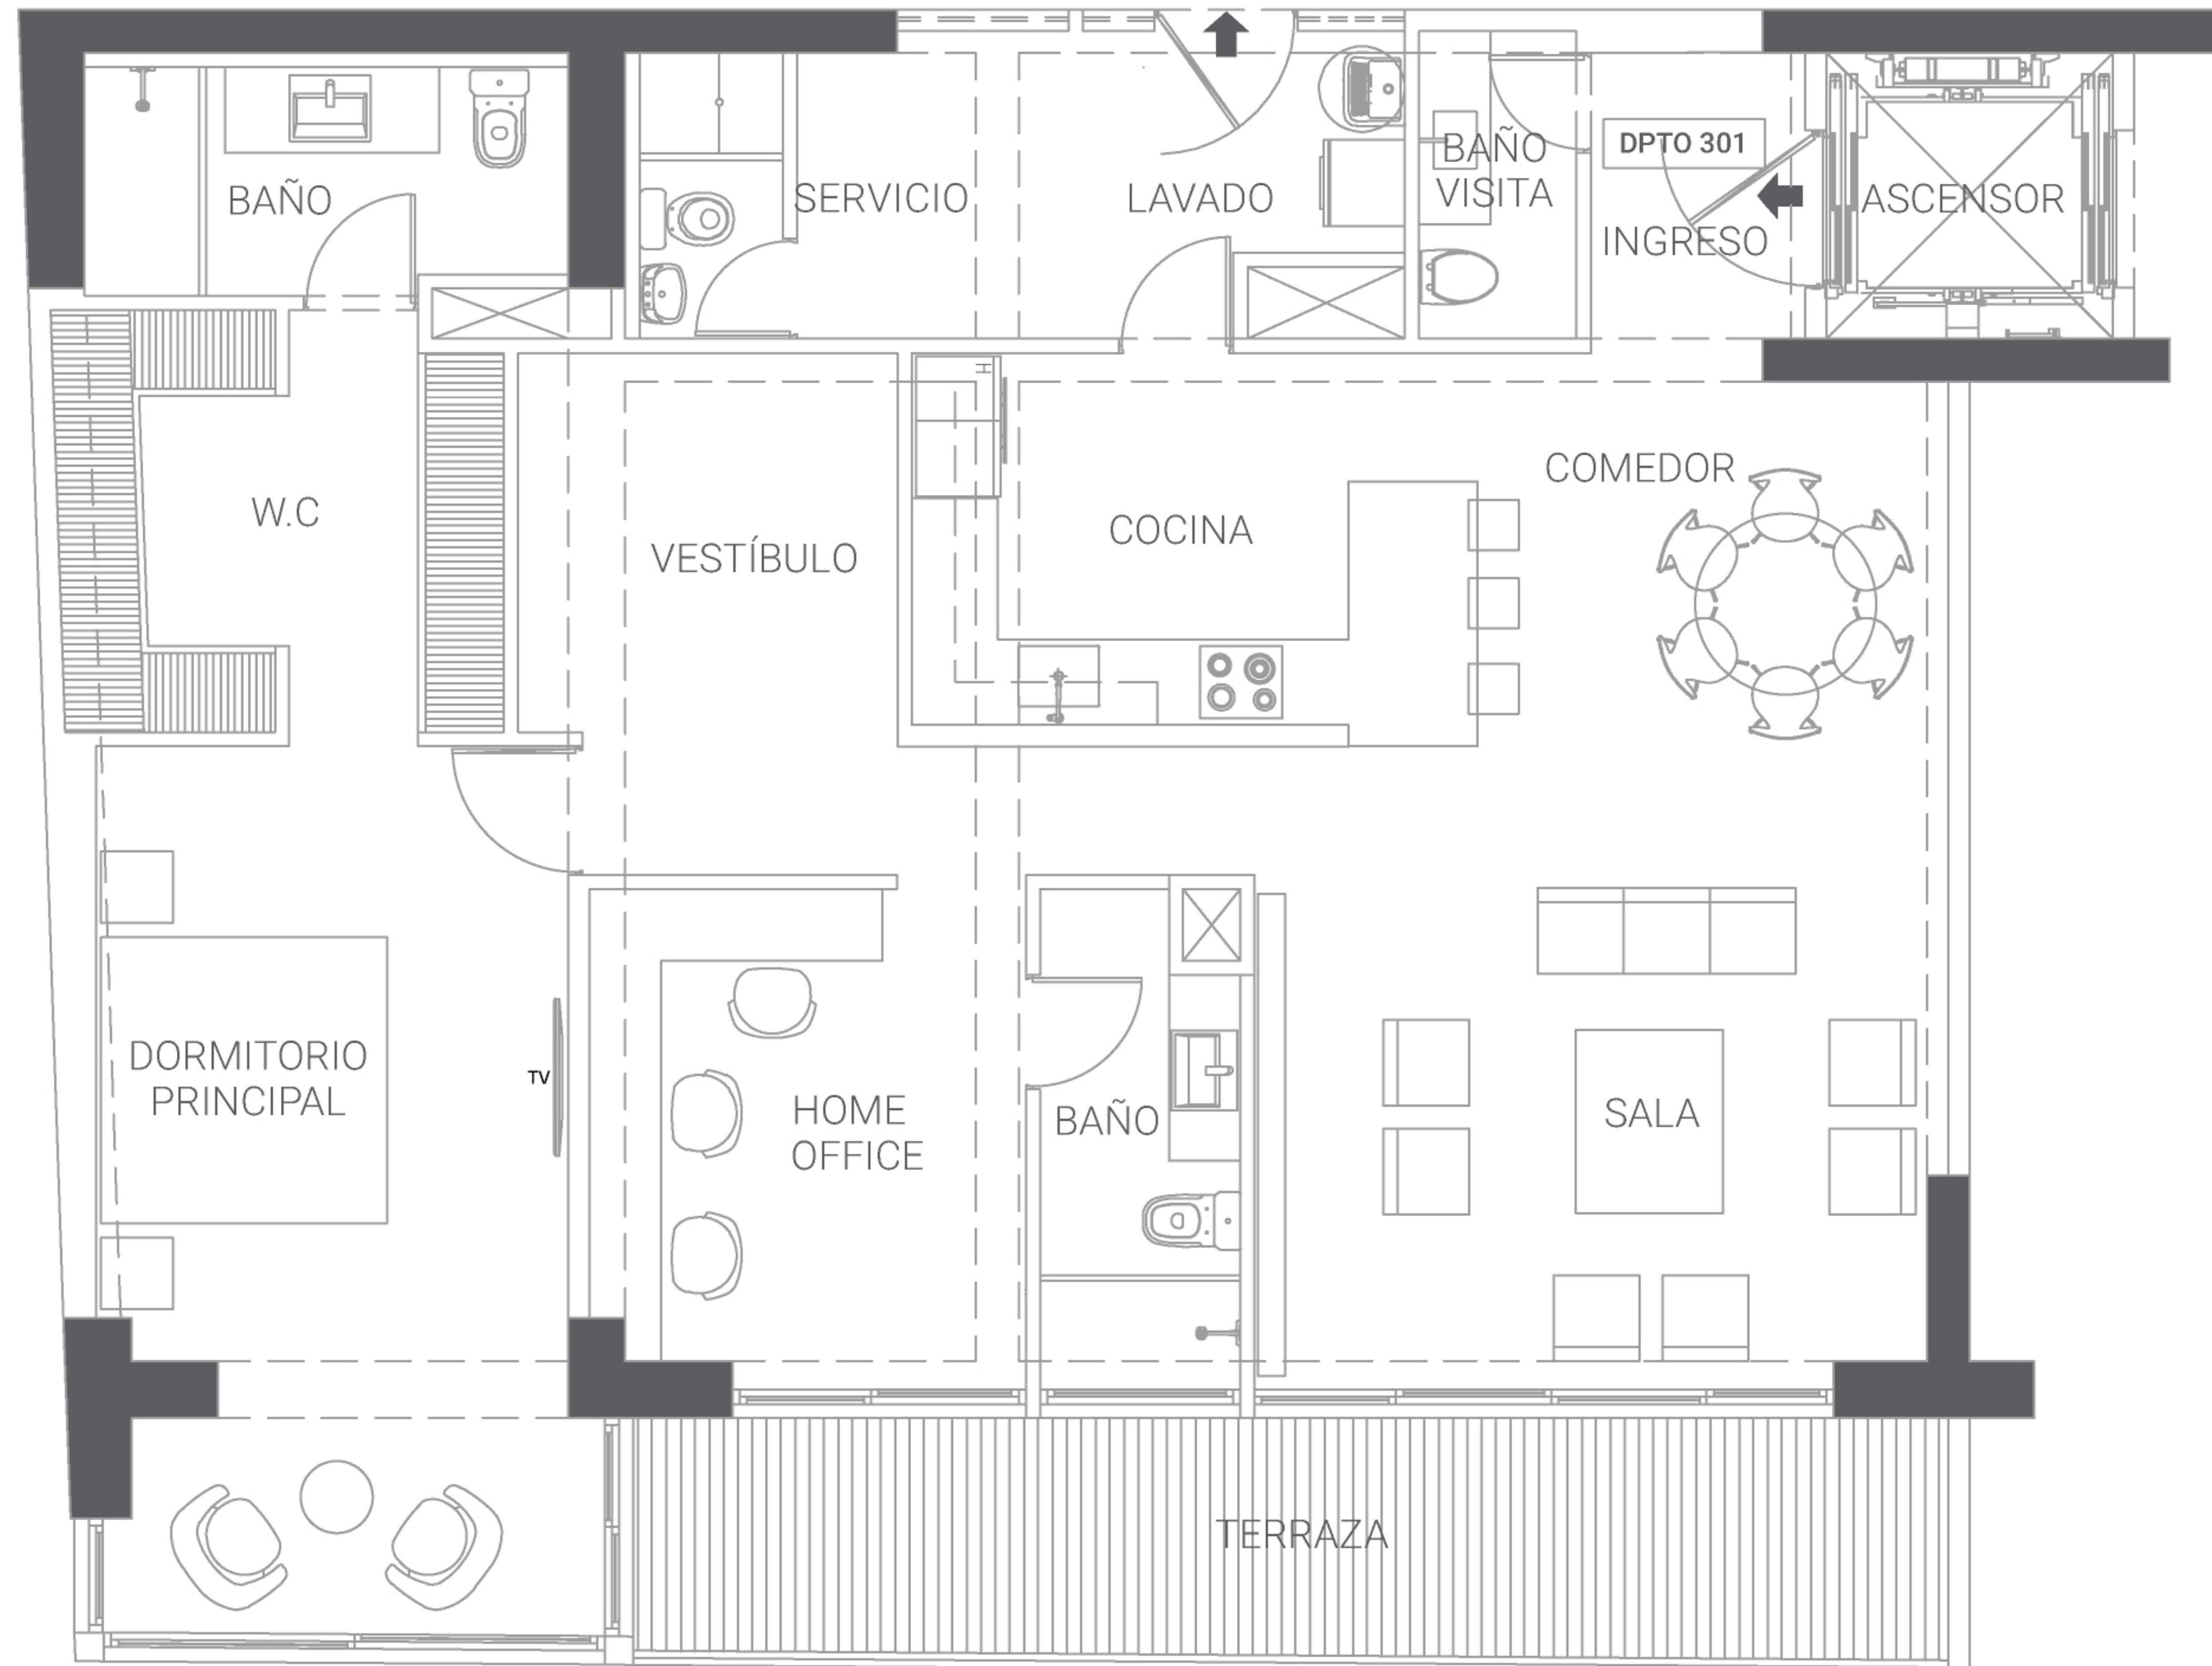 BAÑO
SERVICIO
LAVADO
BAÑO
VISITA
DPTO 301
INGRESO
ASCENSOR
H
W.C
VESTÍBULO
COCINA
COMEDOR
DORMITORIO
PRINCIPAL
TV
HOME
OFFICE
BAÑO
SALA
TERRAZA